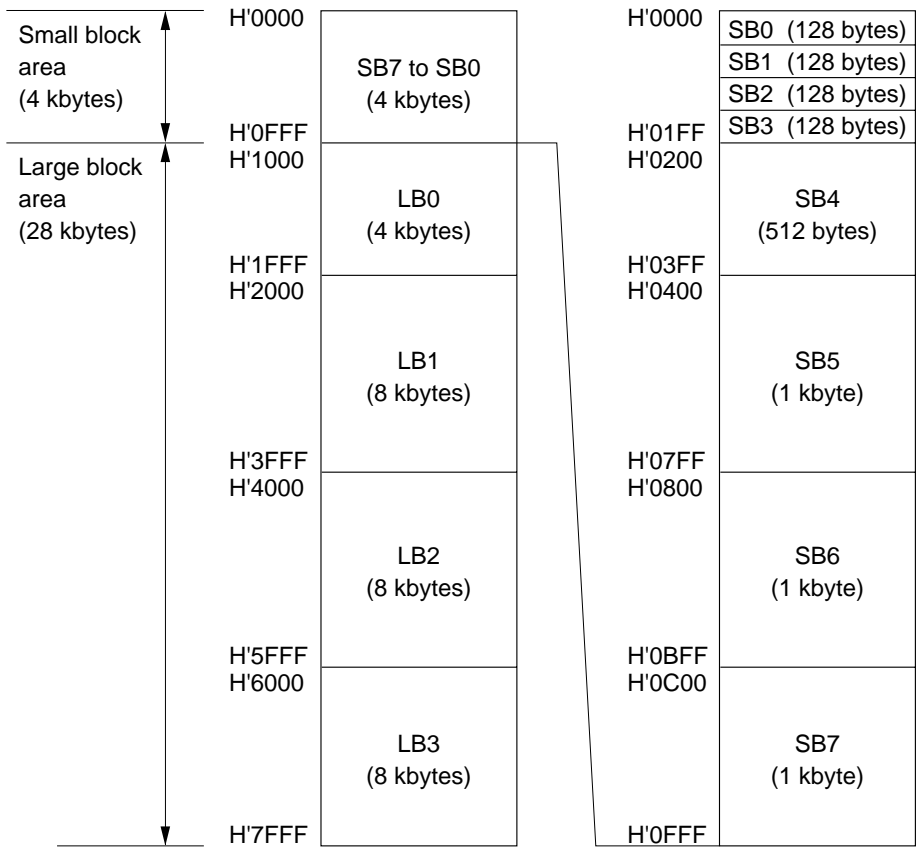 Small block
area
(4 kbytes)
Large block
area
(28 kbytes)
H'0000
SB7 to SB0
(4 kbytes)
H'0FFF
H'1000
LB0
(4 kbytes)
H'1FFF
H'2000
LB1
(8 kbytes)
H'3FFF
H'4000
LB2
(8 kbytes)
H'5FFF
H'6000
LB3
(8 kbytes)
H'7FFF
H'0000
SB0 (128 bytes)
SB1 (128 bytes)
SB2 (128 bytes)
SB3 (128 bytes)
H'01FF
H'0200
SB4
(512 bytes)
H'03FF
H'0400
SB5
(1 kbyte)
H'07FF
H'0800
SB6
(1 kbyte)
H'0BFF
H'0C00
SB7
(1 kbyte)
H'0FFF